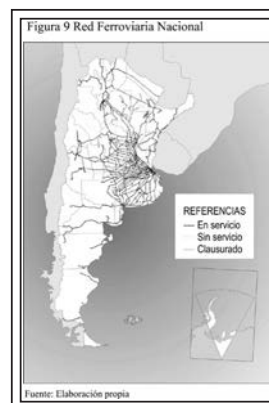 Figura 9 Red Ferroviaria Nacional
REFERENCIAS
En servicio
Sin servicio
Clausurado
Fuente: Elaboración propia